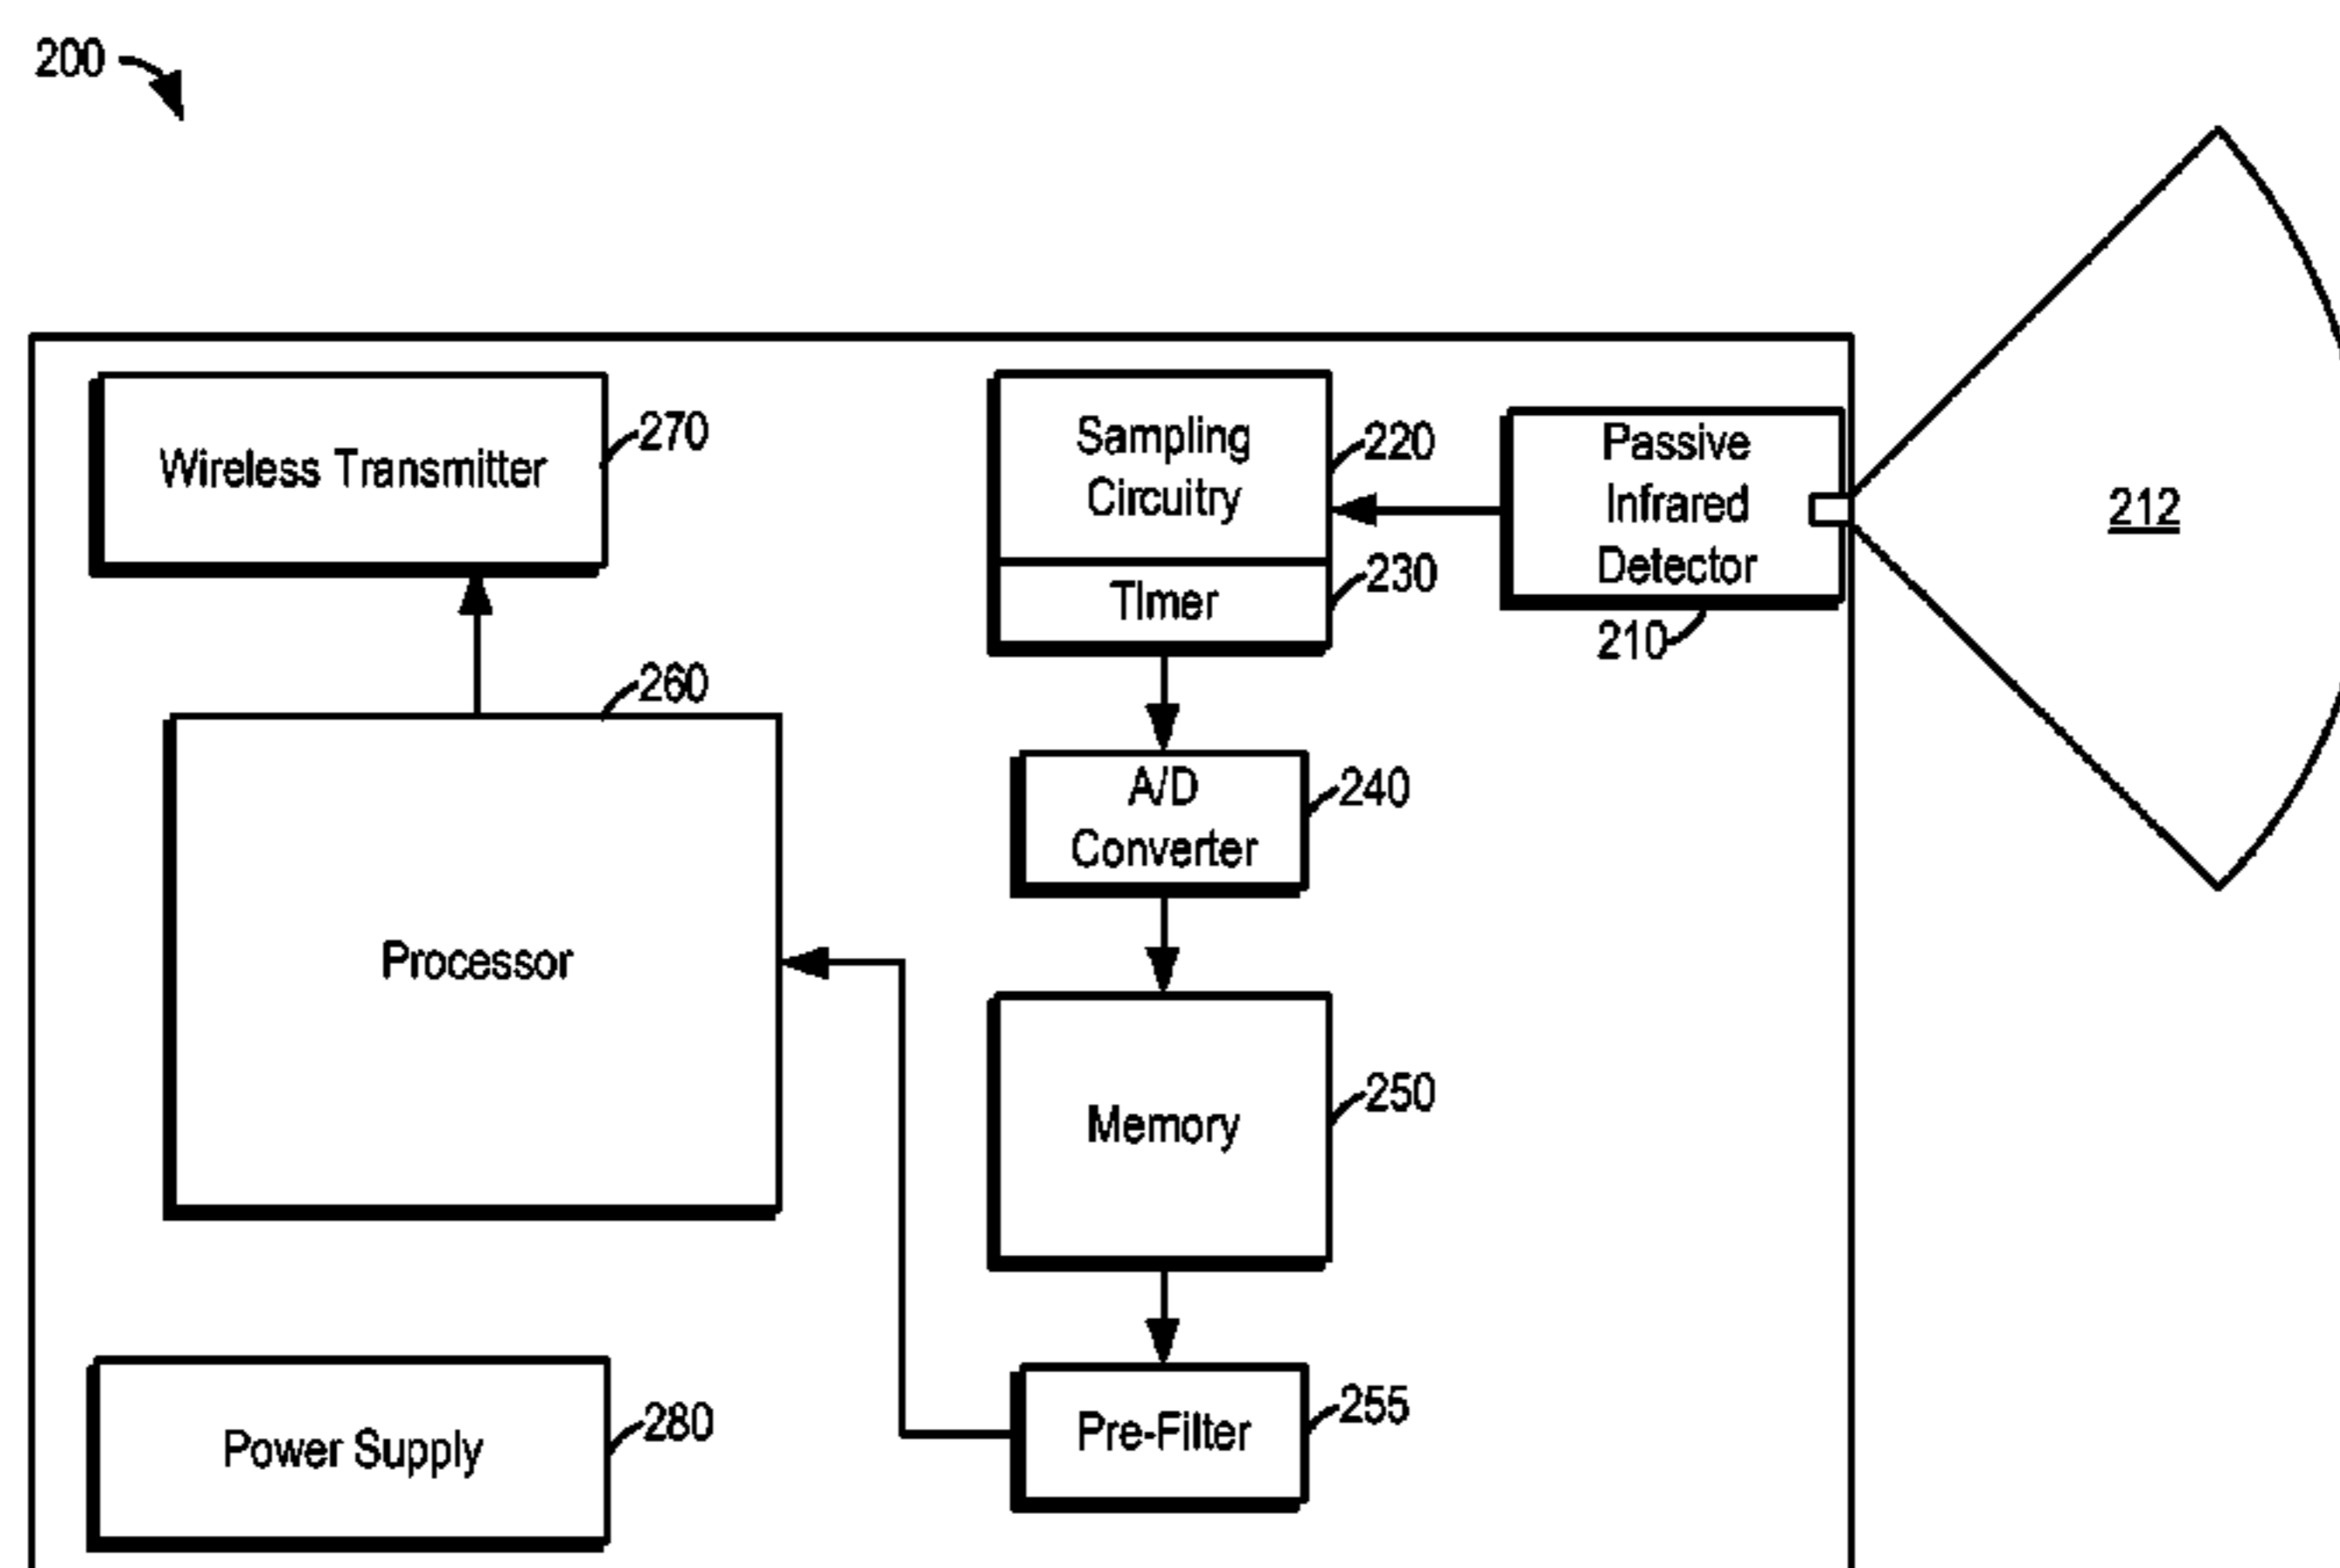 200
Wireless Transmitter
270
Sampling
Circuitry
220
Timer
230
Passive
Infrared
Detector
210
212
260
Processor
A/D
Converter
240
Memory
250
Pre-Filter
255
Power Supply
280